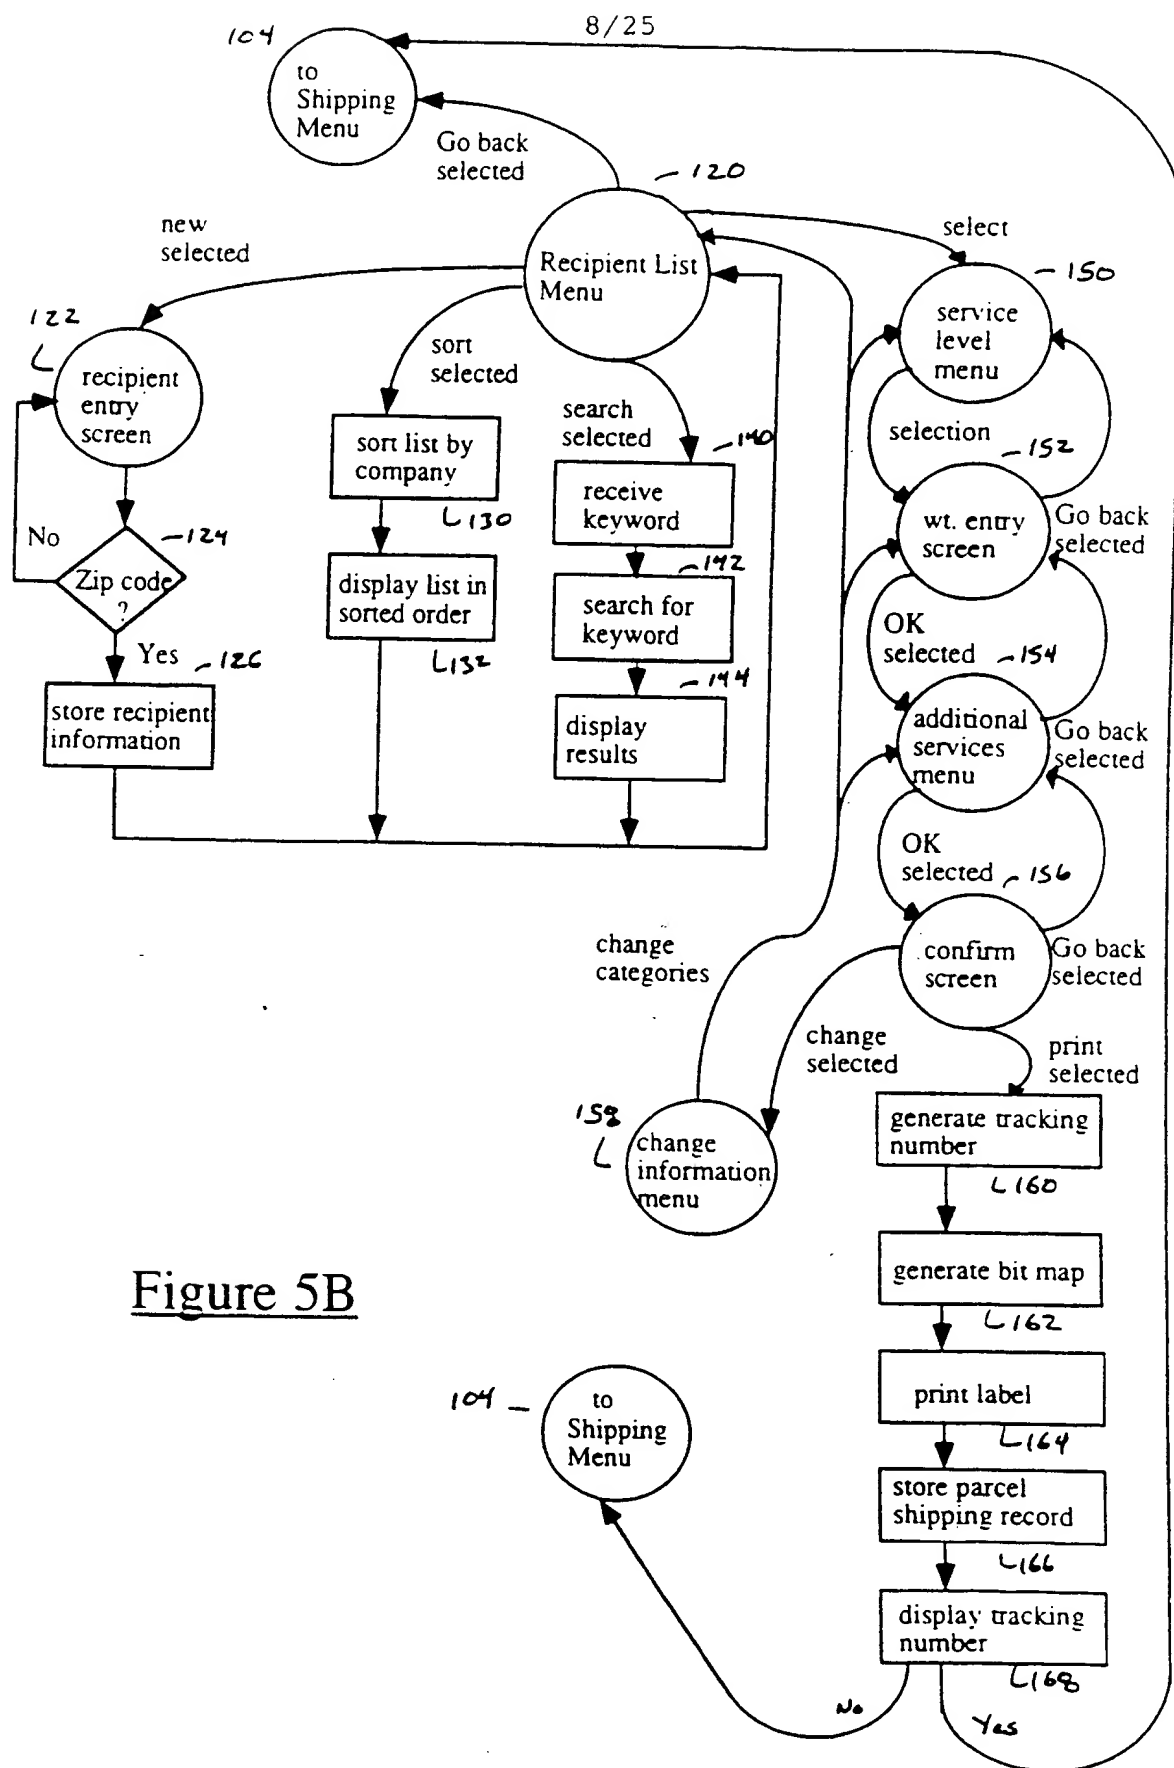 8/25
104
to
Shipping
Menu
Go back
selected
120
new
selected
select
Recipient List
Menu
150
122
service
level
menu
recipient
entry
screen
sort
selected
search
selected
140
selection
152
sort list by
company
130
receive
keyword
wt. entry
screen
Go back
selected
No
124
Zip code
?
142
display list in
sorted order
132
search for
keyword
OK
selected
154
Yes
126
144
store recipient
information
display
results
additional
services
menu
Go back
selected
OK
selected
156
change
categories
confirm
screen
Go back
selected
change
selected
print
selected
158
change
information
menu
generate tracking
number
160
Figure 5B
generate bit map
162
104
to
Shipping
Menu
print label
164
store parcel
shipping record
166
display tracking
number
168
No
Yes